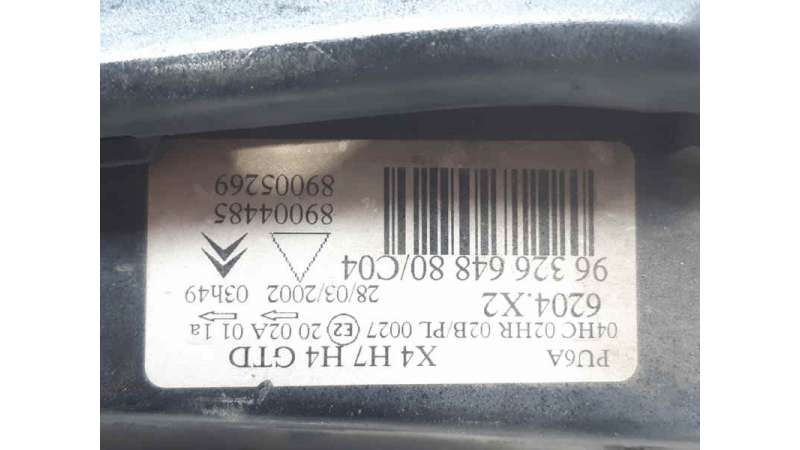 PU6A X4 H7 H4 GTD
04HC 02HR 02B/PL 0027 E2 20 02A 01 1a
6204.X2 28/03/2002 03h49
96 326 648 80/C04
89004485
89005269